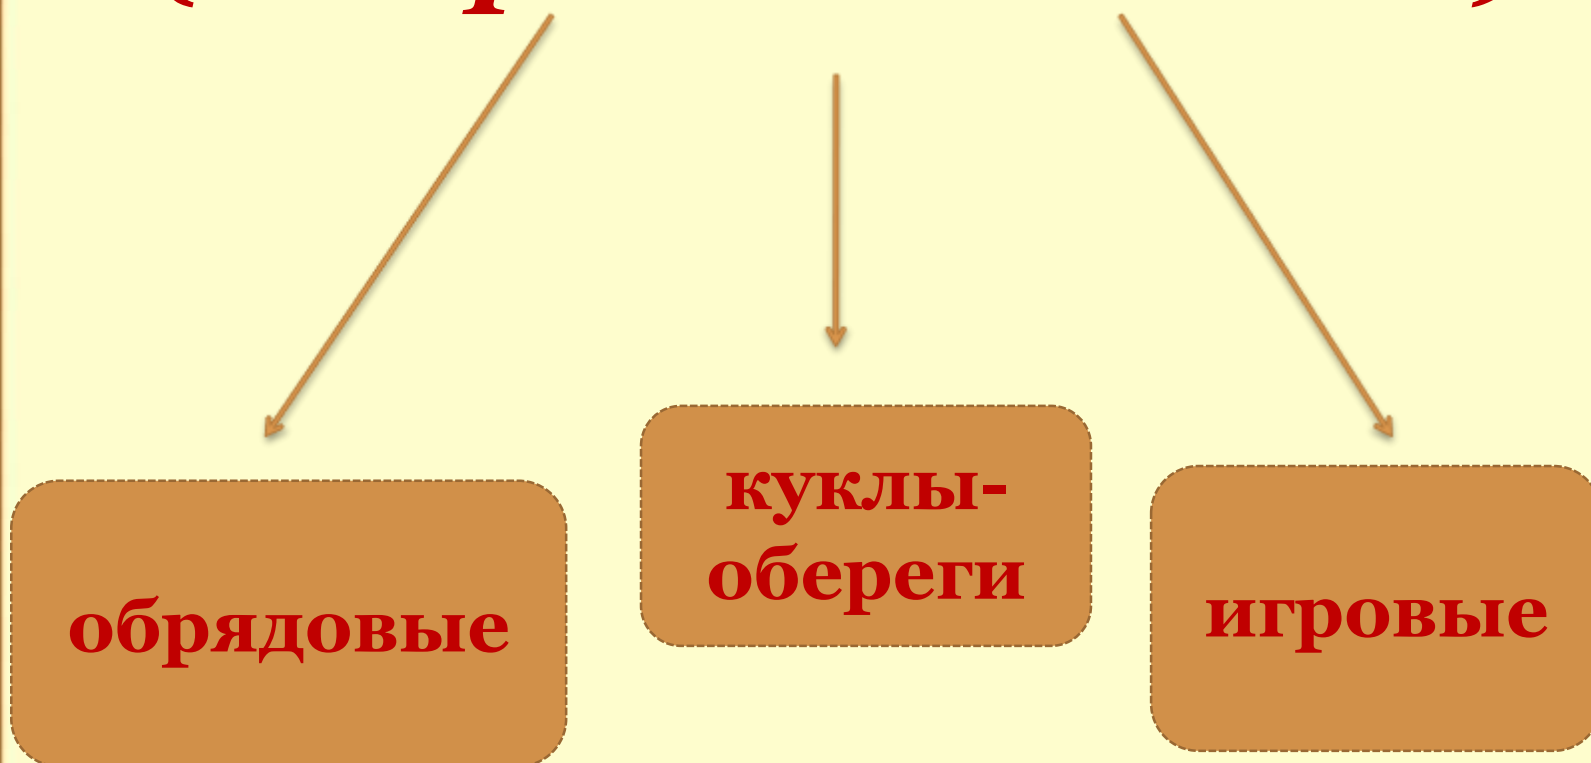 куклы-
обереги
обрядовые
игровые